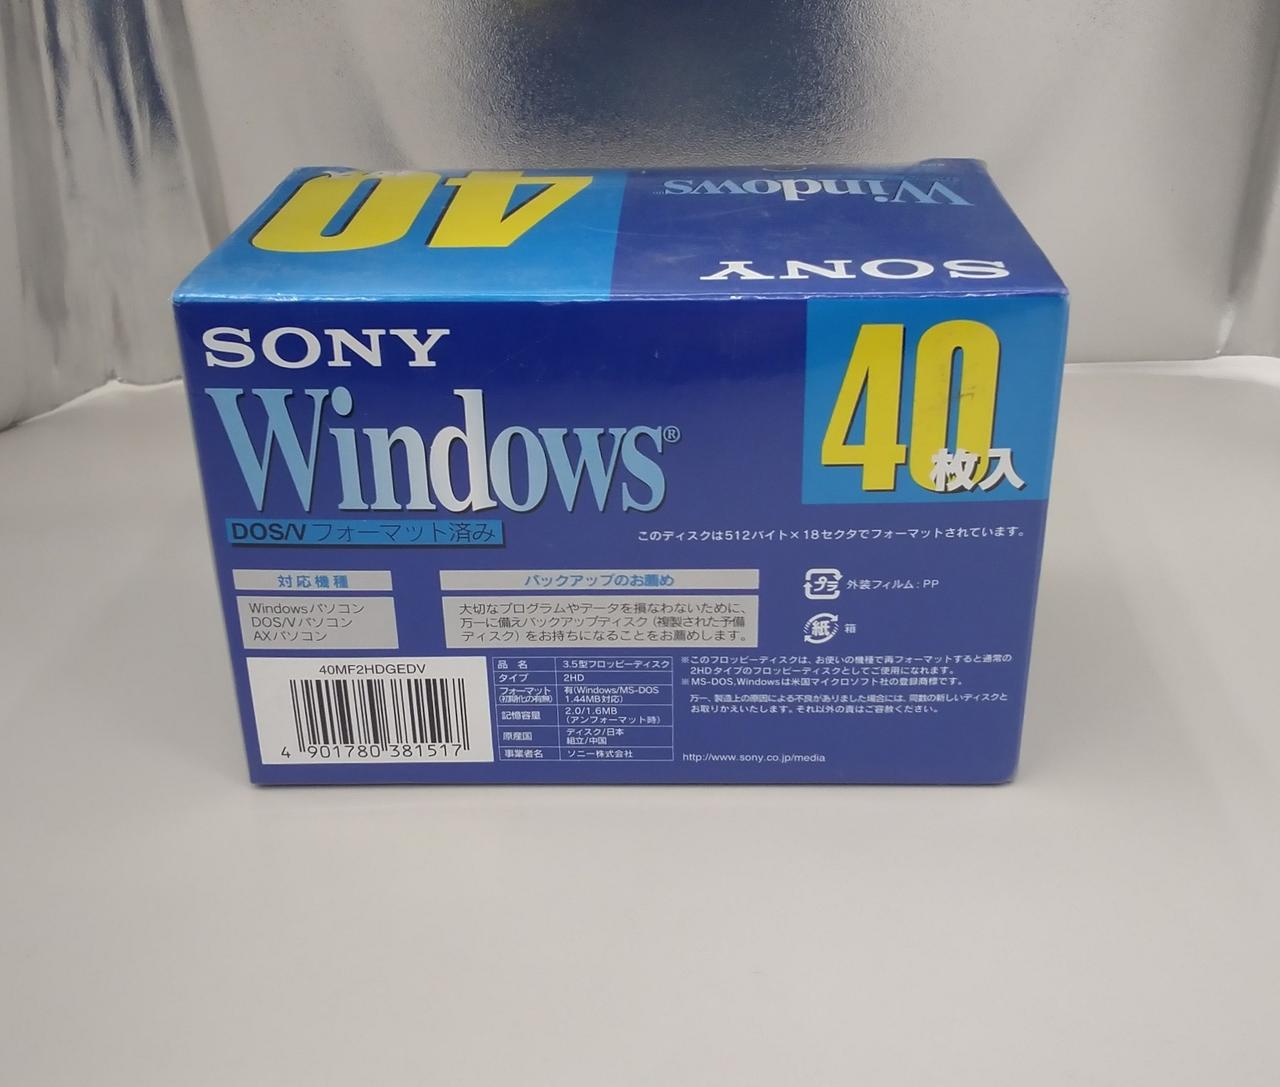 40
Windows
SONY
SONY
40
枚入
Windows®
DOS/V フォーマット済み
このディスクは512バイト×18セクタでフォーマットされています。
対応機種
Windowsパソコン
DOS/Vパソコン
AXパソコン
バックアップのお薦め
大切なプログラムやデータを損なわないために、
万一に備えバックアップディスク（複製された予備
ディスク）をお持ちになることをお薦めします。
プラ 外装フィルム：PP
紙 箱
40MF2HDGEDV
4 901780 381517
品名 3.5型フロッピーディスク
タイプ 2HD
フォーマット 有(Windows/MS-DOS
(初期化の有無) 1.44MB対応)
記憶容量 2.0/1.6MB
(アンフォーマット時)
原産国 ディスク/日本
組立/中国
事業者名 ソニー株式会社
※このフロッピーディスクは、お使いの機種で再フォーマットすると通常の
2HDタイプのフロッピーディスクとしてご使用になれます。
※MS-DOS,Windowsは米国マイクロソフト社の登録商標です。
万一、製造上の原因による不良がありました場合には、同数の新しいディスクと
お取りかえいたします。それ以外の責はご容赦ください。
http://www.sony.co.jp/media